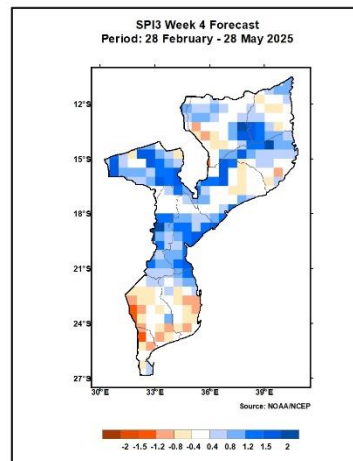 SPI3 Week 4 Forecast
Period: 28 February - 28 May 2025
12°S
15°S
18°S
21°S
24°S
27°S
30°E 33°E 36°E 39°E
Source: NOAA/NCEP
-2 -1.5 -1.2 -0.8 -0.4 0.4 0.8 1.2 1.5 2